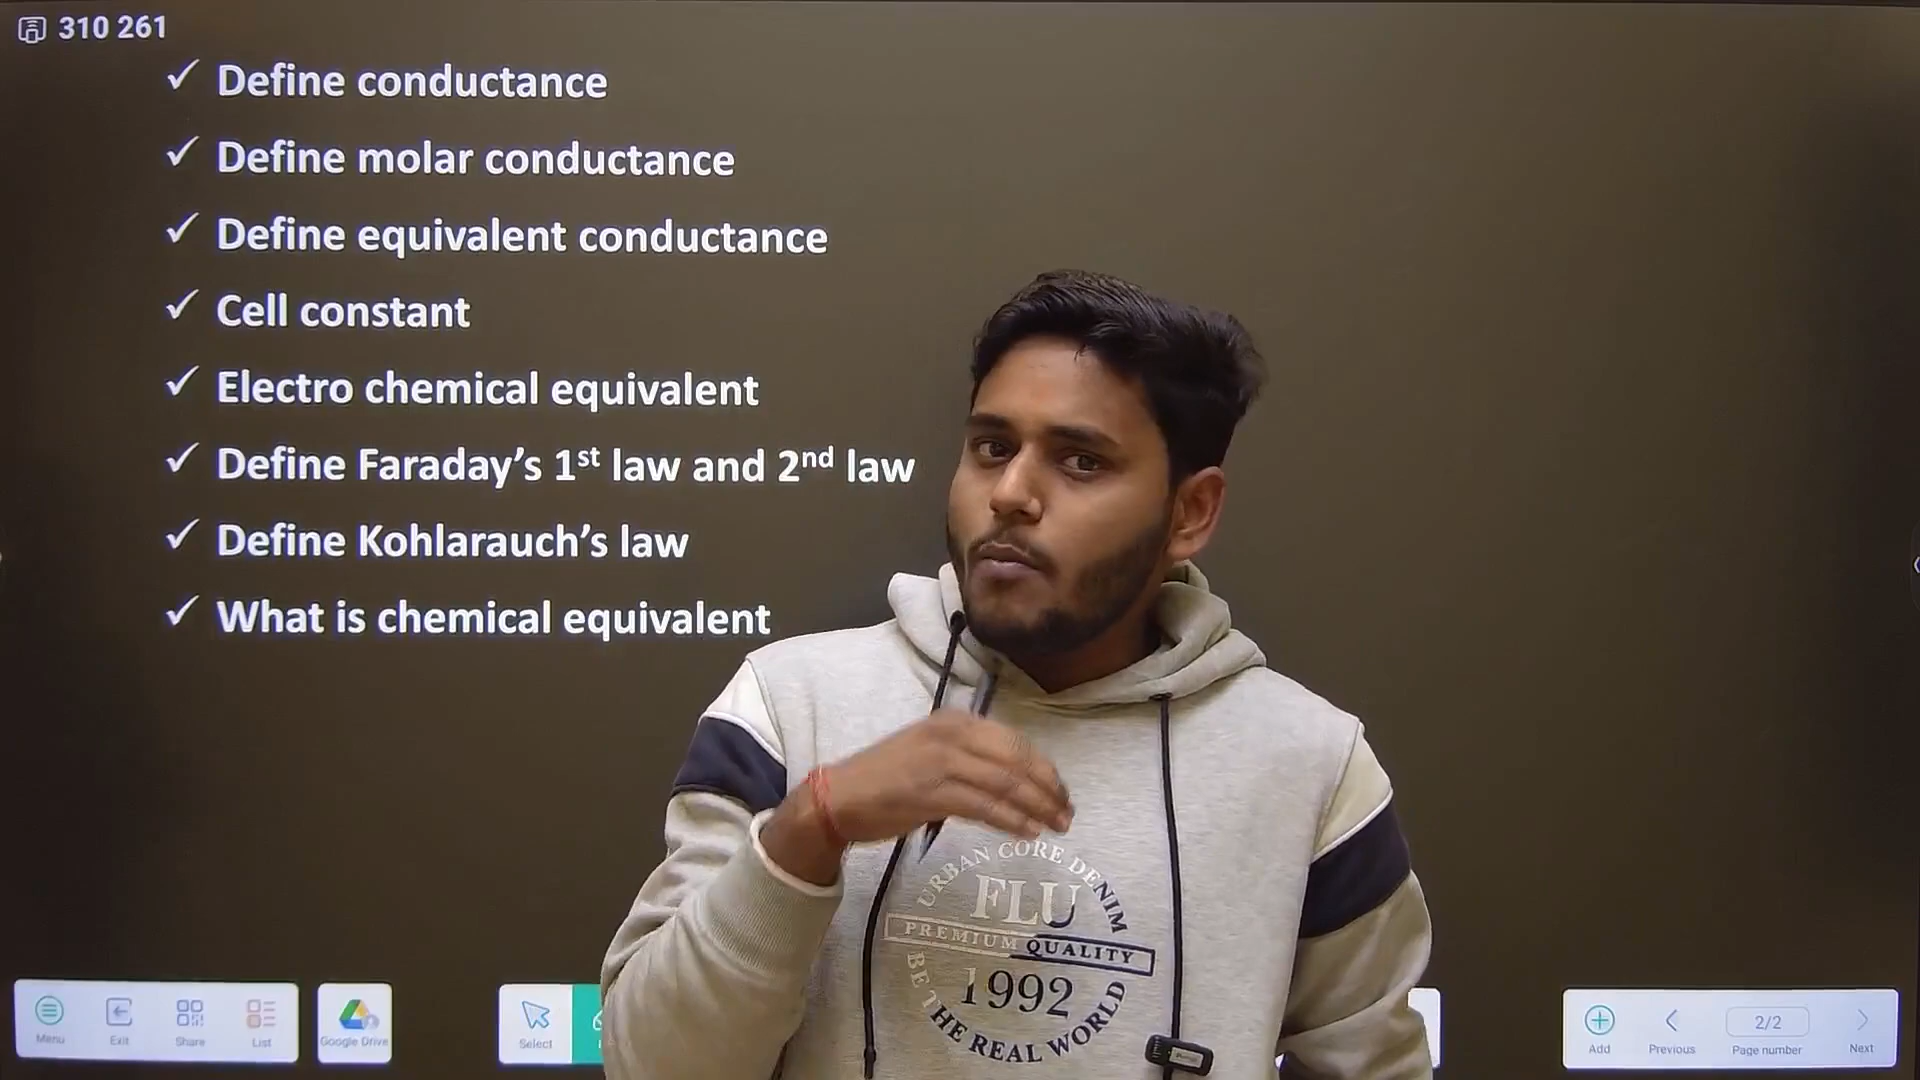 310 261
✓ Define conductance
✓ Define molar conductance
✓ Define equivalent conductance
✓ Cell constant
✓ Electro chemical equivalent
✓ Define Faraday’s 1st law and 2nd law
✓ Define Kohlarauch’s law
✓ What is chemical equivalent
URBAN CORE DENIM
FLU
PREMIUM QUALITY
1992
BE THE REAL WORLD
Menu
Exit
Share
List
Google Drive
Select
Add
Previous
2/2
Page number
Next